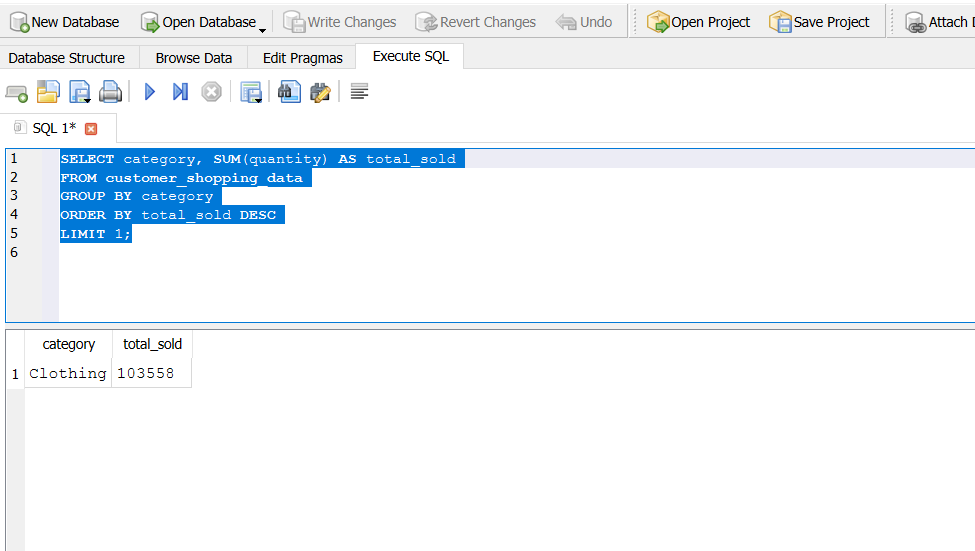 New Database Open Database Write Changes Revert Changes Undo Open Project Save Project Attach
Database Structure Browse Data Edit Pragmas Execute SQL
SQL 1*
1 SELECT category, SUM(quantity) AS total_sold
2 FROM customer_shopping_data
3 GROUP BY category
4 ORDER BY total_sold DESC
5 LIMIT 1;
6
category total_sold
1 Clothing 103558